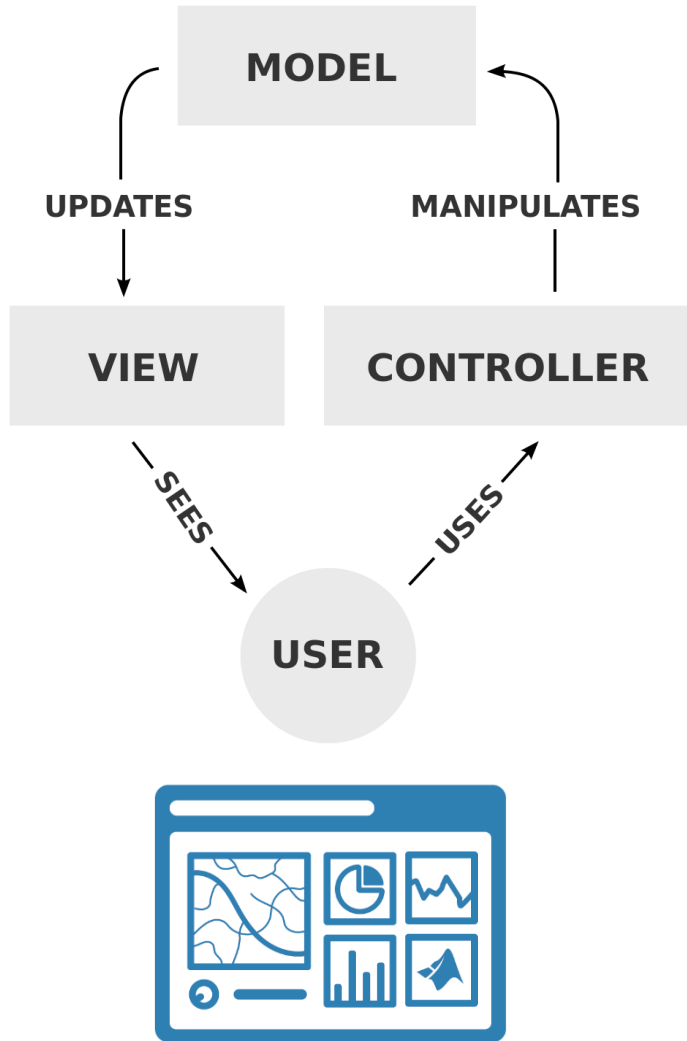 MODEL
UPDATES
MANIPULATES
VIEW
CONTROLLER
SEES
USES
USER